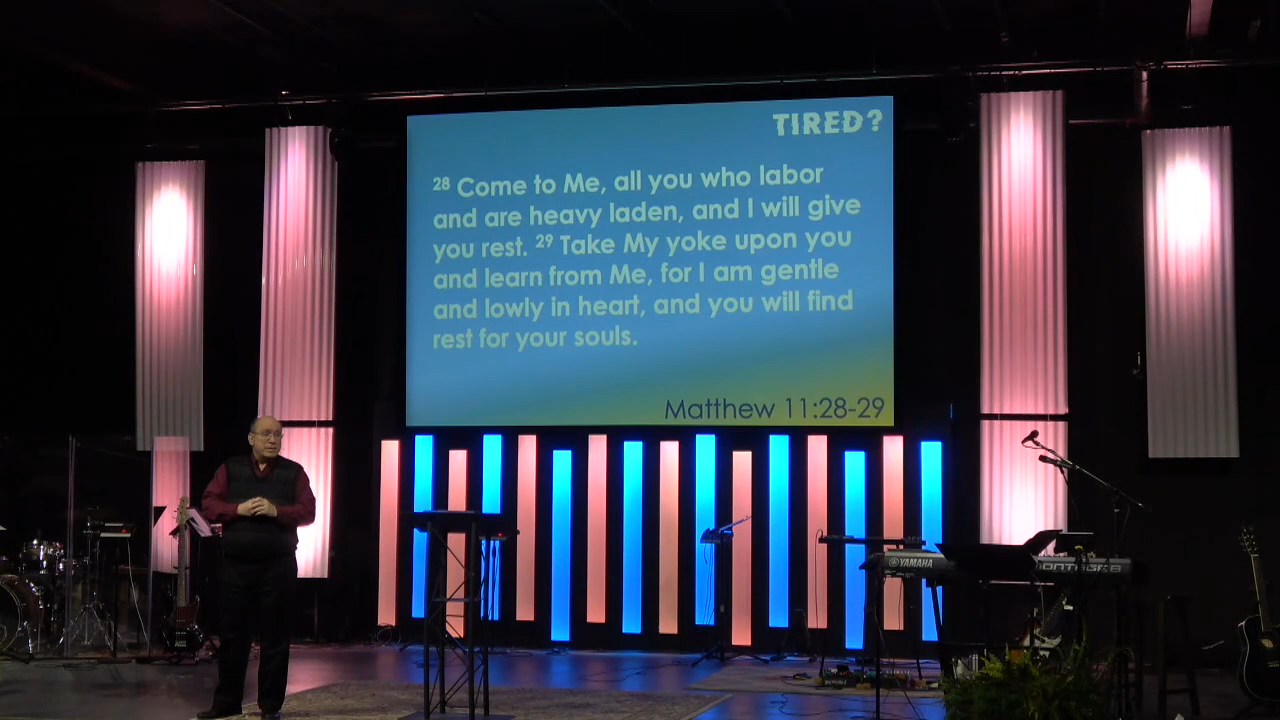 TIRED?
28 Come to Me, all you who labor
and are heavy laden, and I will give
you rest. 29 Take My yoke upon you
and learn from Me, for I am gentle
and lowly in heart, and you will find
rest for your souls.
Matthew 11:28-29
YAMAHA
MONTAGE8